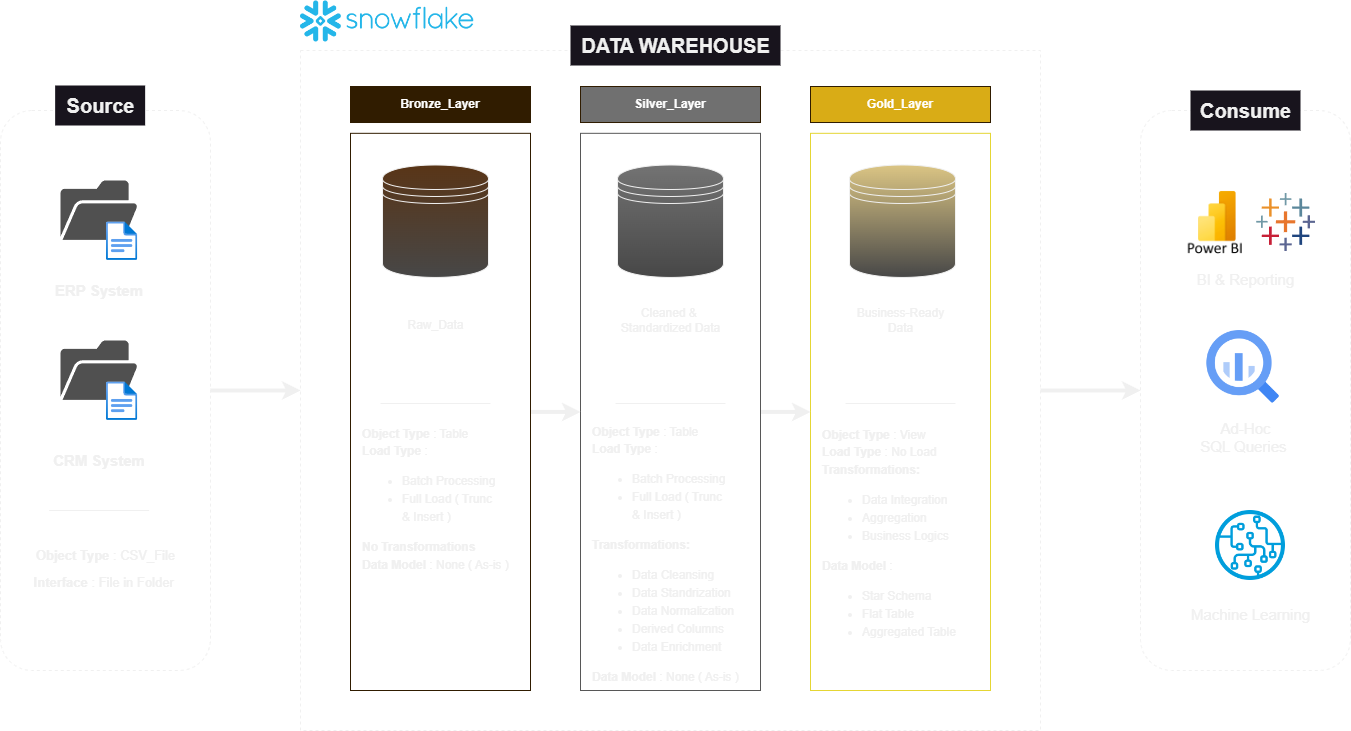 snowflake
DATA WAREHOUSE
Source
ERP System
CRM System
Object Type : CSV_File
Interface : File in Folder
Bronze_Layer
Raw_Data
Object Type : Table
Load Type :
• Batch Processing
• Full Load ( Trunc
& Insert )
No Transformations
Data Model : None ( As-is )
Silver_Layer
Cleaned &
Standardized Data
Object Type : Table
Load Type :
• Batch Processing
• Full Load ( Trunc
& Insert )
Transformations:
• Data Cleansing
• Data Standrization
• Data Normalization
• Derived Columns
• Data Enrichment
Data Model : None ( As-is )
Gold_Layer
Business-Ready
Data
Object Type : View
Load Type : No Load
Transformations:
• Data Integration
• Aggregation
• Business Logics
Data Model :
• Star Schema
• Flat Table
• Aggregated Table
Consume
Power BI
BI & Reporting
Ad-Hoc
SQL Queries
Machine Learning